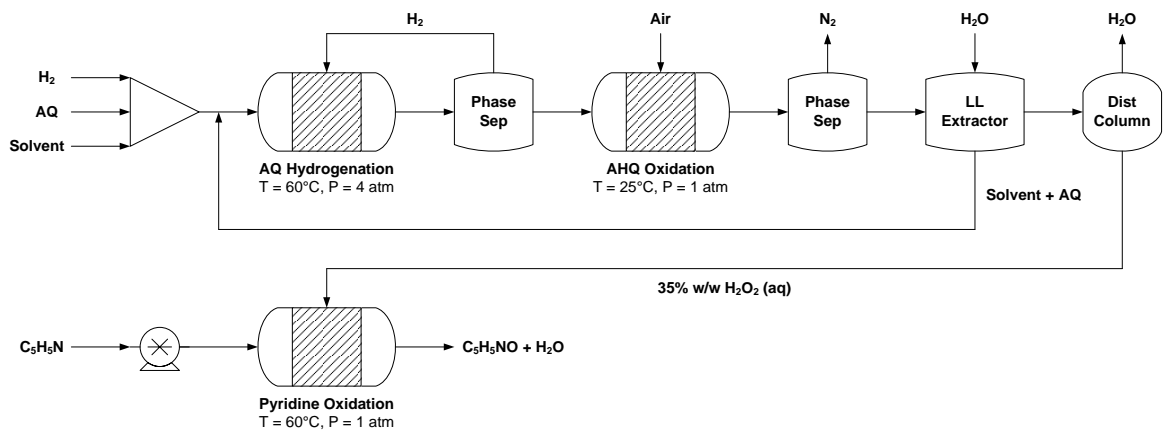 H₂
Air
N₂
H₂O
H₂O
H₂
AQ
Solvent
Phase
Sep
Phase
Sep
LL
Extractor
Dist
Column
AQ Hydrogenation
T = 60°C, P = 4 atm
AHQ Oxidation
T = 25°C, P = 1 atm
Solvent + AQ
35% w/w H₂O₂ (aq)
C₅H₅N
C₅H₅NO + H₂O
Pyridine Oxidation
T = 60°C, P = 1 atm